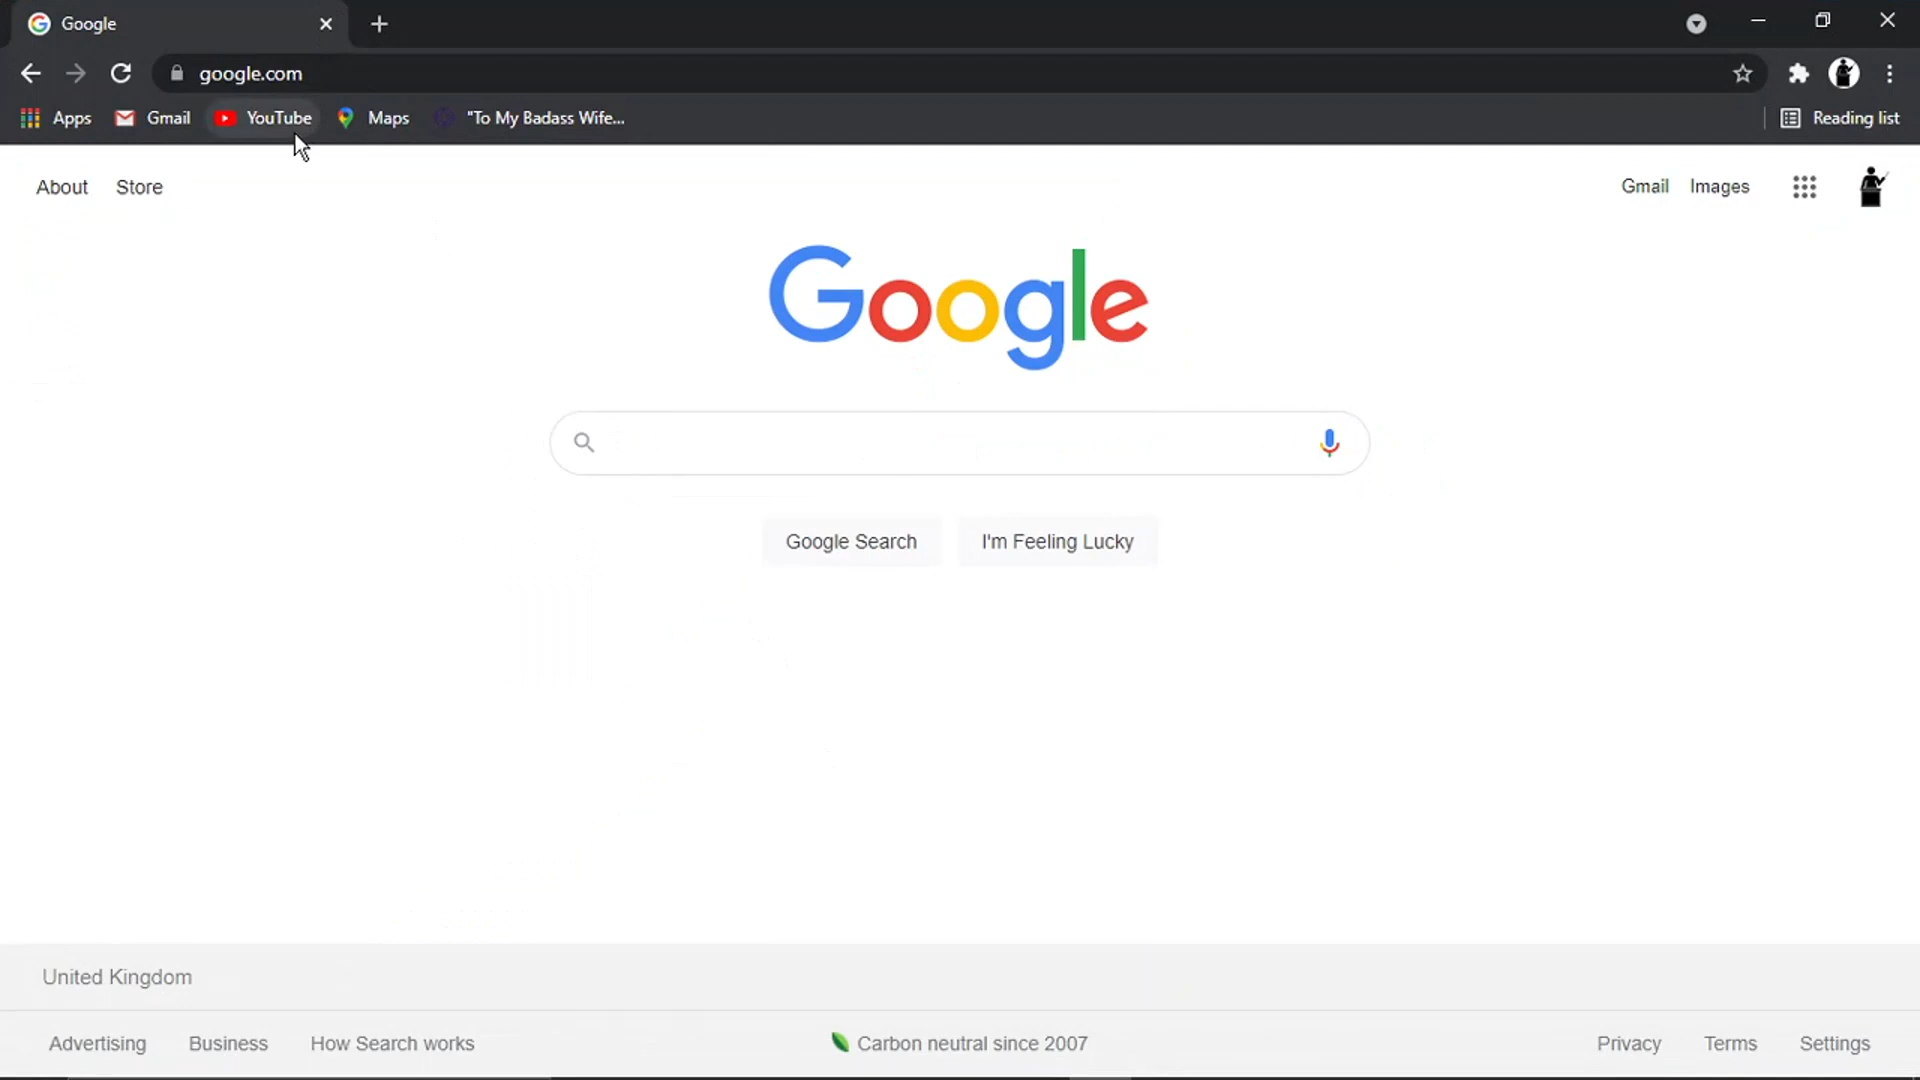 Google
google.com
Apps Gmail YouTube Maps "To My Badass Wife... Reading list
About Store Gmail Images
Google
Google Search I'm Feeling Lucky
United Kingdom
Advertising Business How Search works Carbon neutral since 2007 Privacy Terms Settings